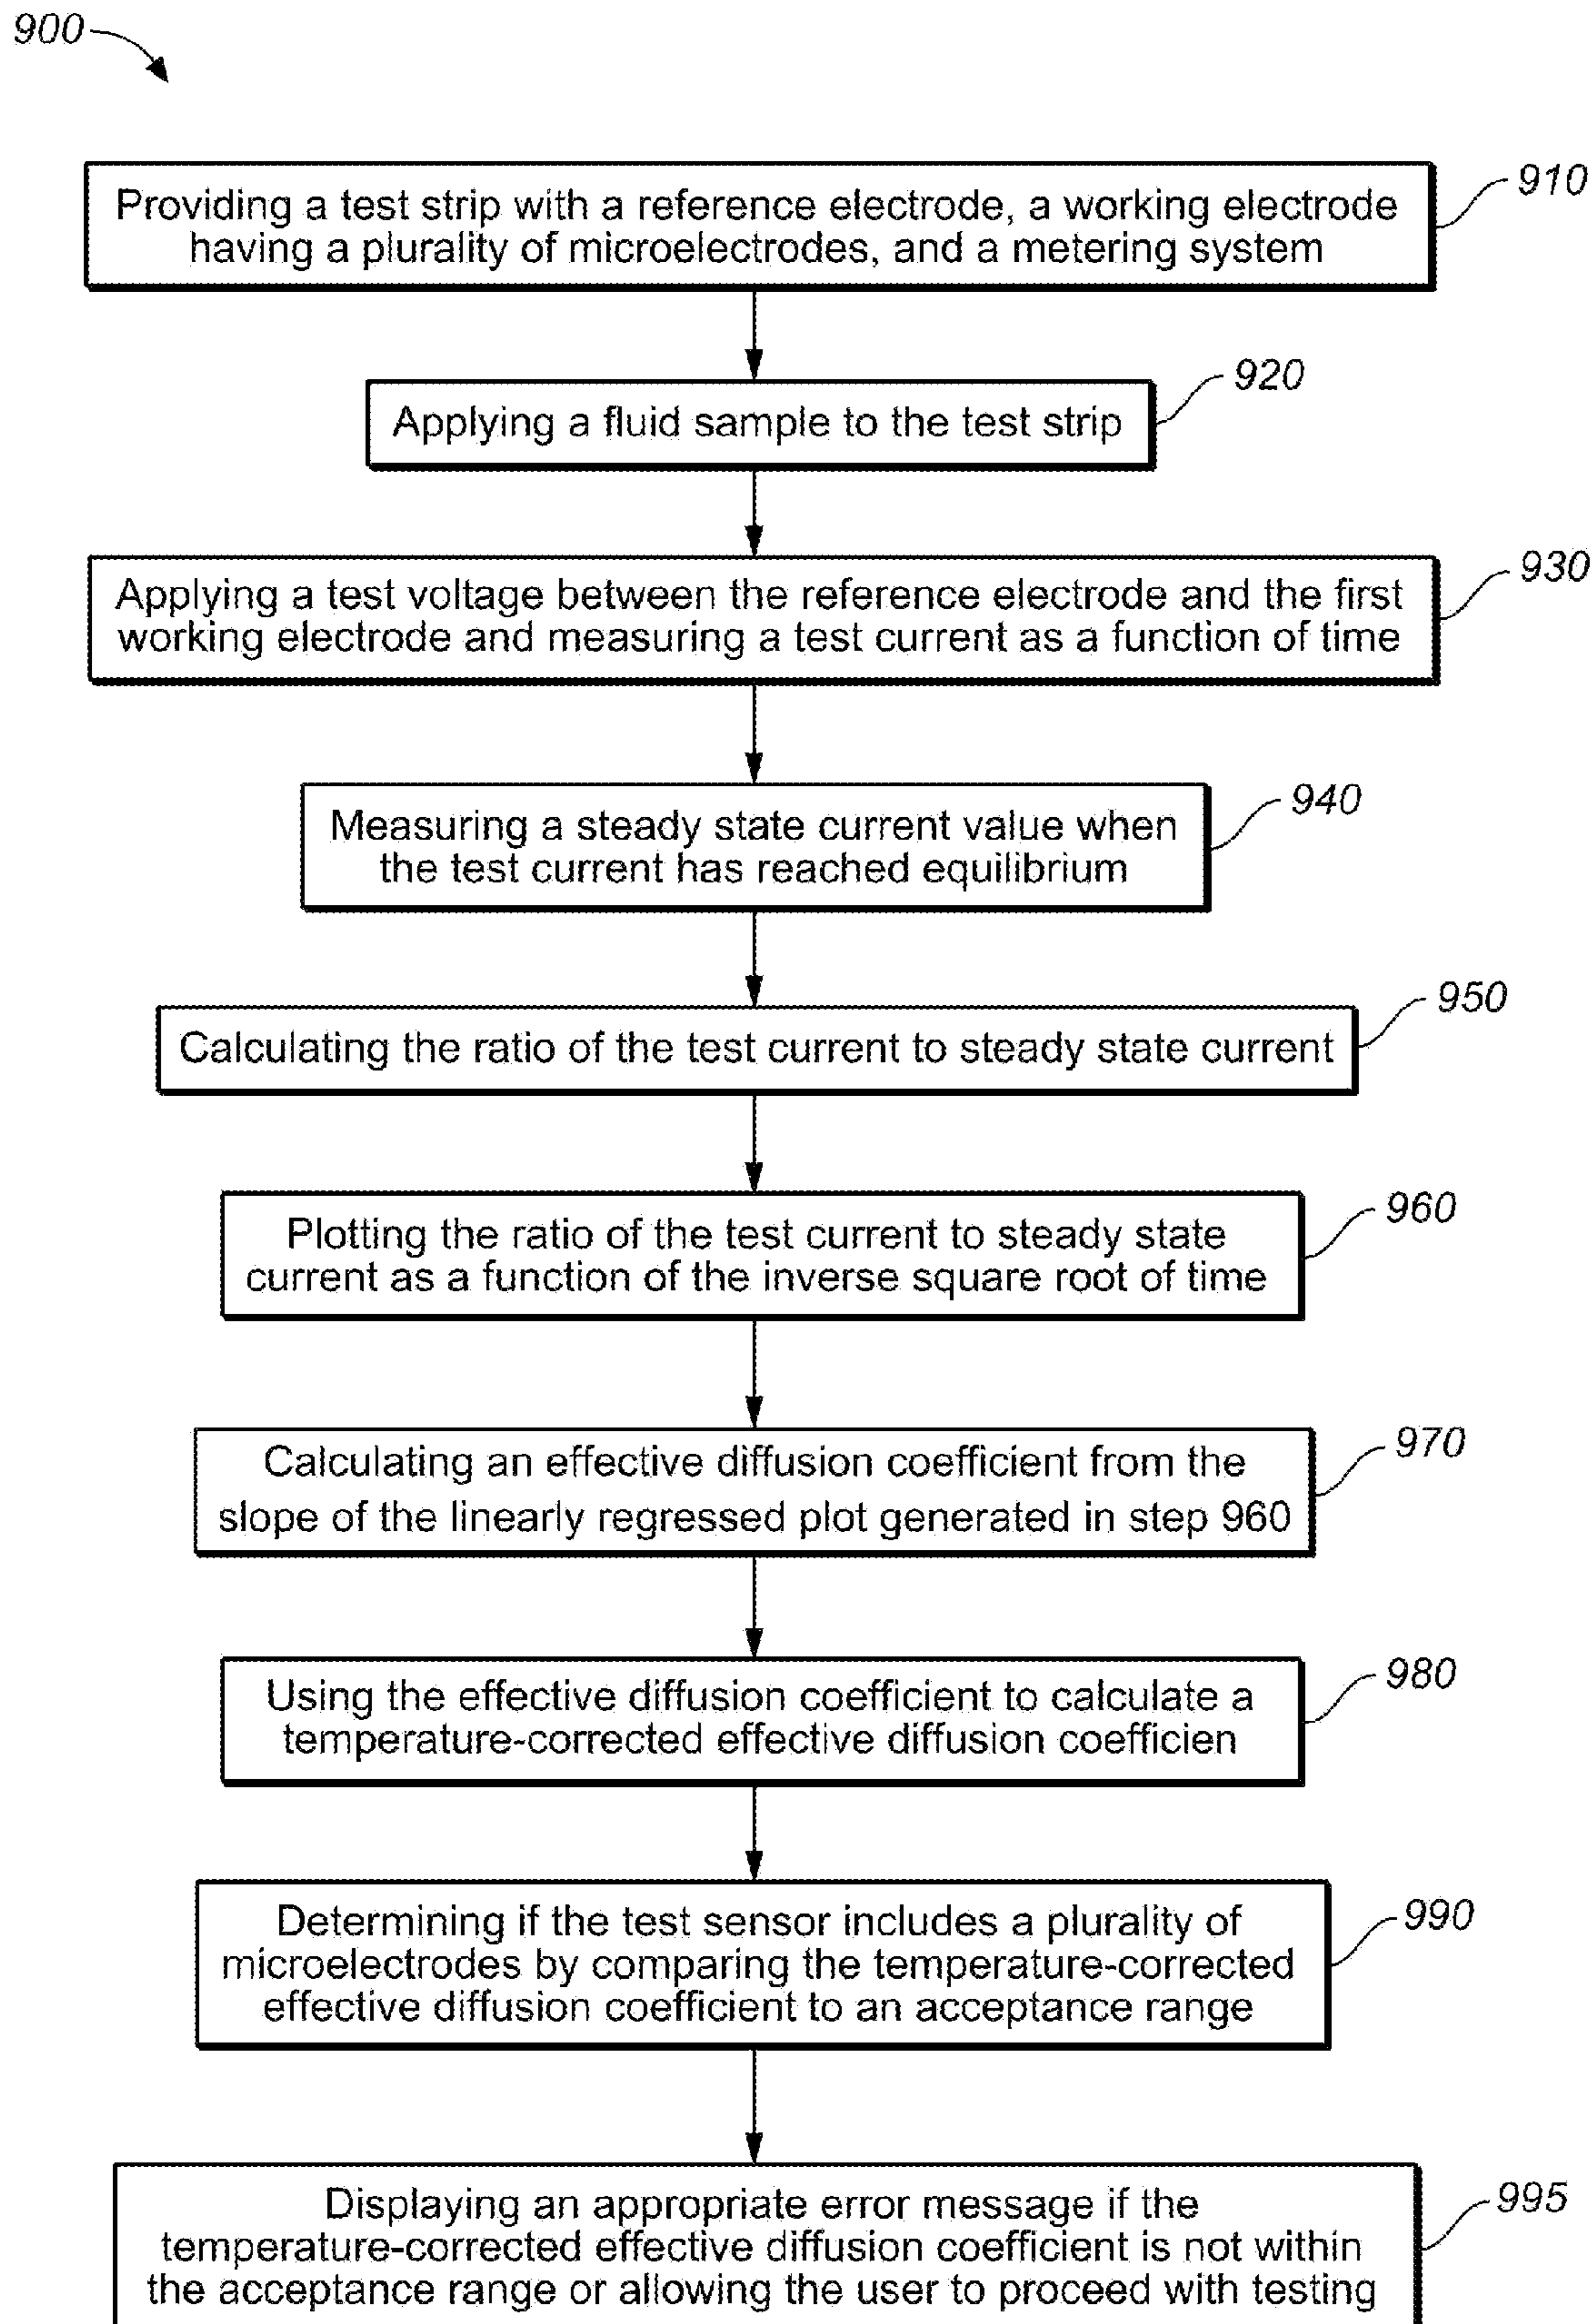 900
Providing a test strip with a reference electrode, a working electrode
having a plurality of microelectrodes, and a metering system
910
Applying a fluid sample to the test strip
920
Applying a test voltage between the reference electrode and the first
working electrode and measuring a test current as a function of time
930
Measuring a steady state current value when
the test current has reached equilibrium
940
Calculating the ratio of the test current to steady state current
950
Plotting the ratio of the test current to steady state
current as a function of the inverse square root of time
960
Calculating an effective diffusion coefficient from the
slope of the linearly regressed plot generated in step 960
970
Using the effective diffusion coefficient to calculate a
temperature-corrected effective diffusion coefficien
980
Determining if the test sensor includes a plurality of
microelectrodes by comparing the temperature-corrected
effective diffusion coefficient to an acceptance range
990
Displaying an appropriate error message if the
temperature-corrected effective diffusion coefficient is not within
the acceptance range or allowing the user to proceed with testing
995